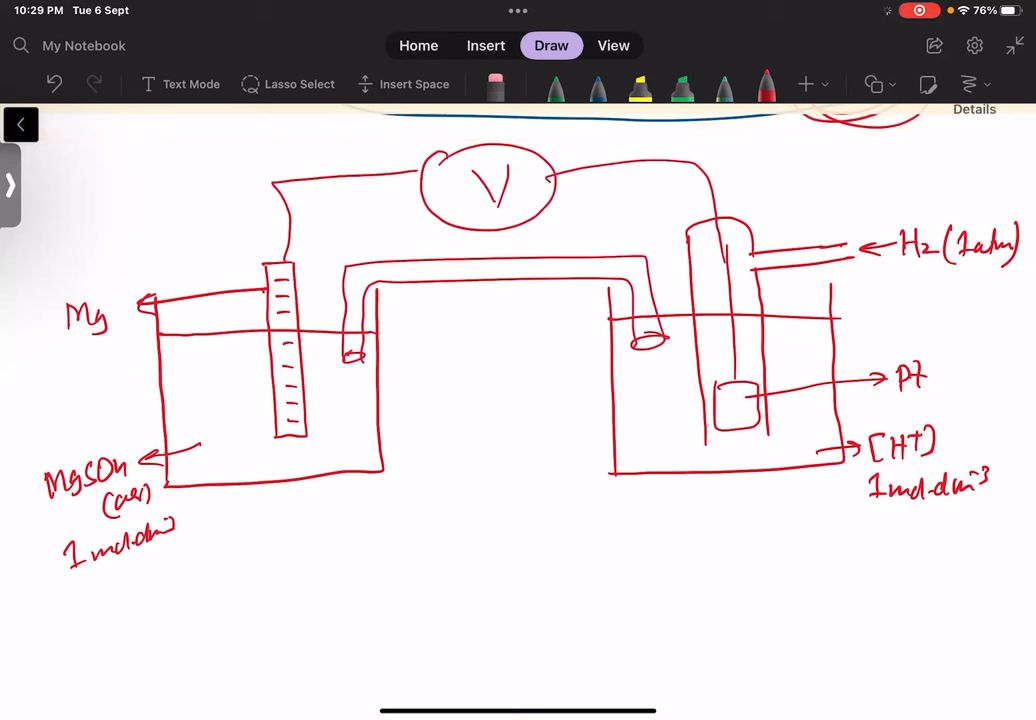 10:29 PM Tue 6 Sept
76%
My Notebook
Home Insert Draw View
Text Mode Lasso Select Insert Space
Details
V
H2 (1atm)
Mg
Pt
MgSO4
(aq)
1 mol.dm-3
[H+]
1 mol.dm-3